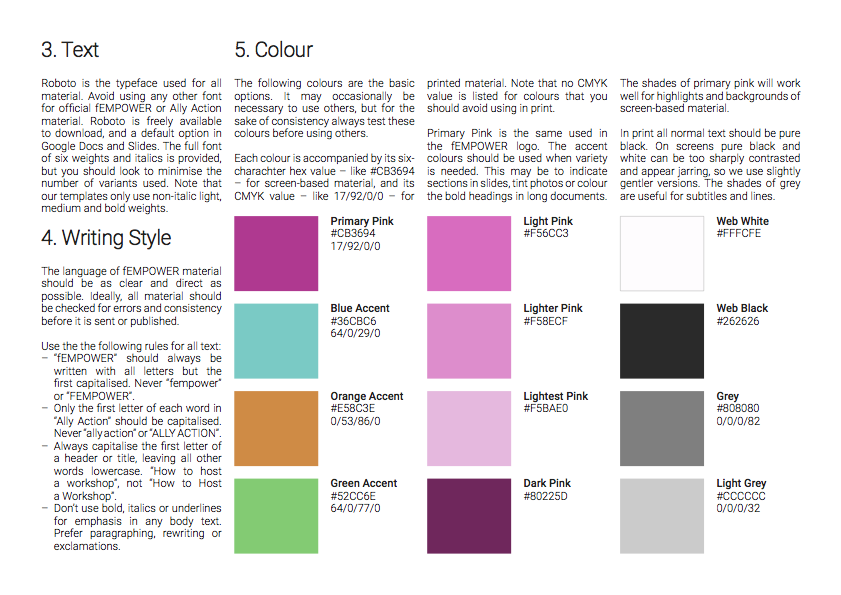 3. Text
Roboto is the typeface used for all
material. Avoid using any other font
for official fEMPOWER or Ally Action
material. Roboto is freely available
to download, and a default option in
Google Docs and Slides. The full font
of six weights and italics is provided,
but you should look to minimise the
number of variants used. Note that
our templates only use non-italic light,
medium and bold weights.
4. Writing Style
The language of fEMPOWER material
should be as clear and direct as
possible. Ideally, all material should
be checked for errors and consistency
before it is sent or published.
Use the the following rules for all text:
– “fEMPOWER” should always be
written with all letters but the
first capitalised. Never “fempower”
or “FEMPOWER”.
– Only the first letter of each word in
“Ally Action” should be capitalised.
Never “ally action” or “ALLY ACTION”.
– Always capitalise the first letter of
a header or title, leaving all other
words lowercase. “How to host
a workshop”, not “How to Host
a Workshop”.
– Don’t use bold, italics or underlines
for emphasis in any body text.
Prefer paragraphing, rewriting or
exclamations.
5. Colour
The following colours are the basic
options. It may occasionally be
necessary to use others, but for the
sake of consistency always test these
colours before using others.
Each colour is accompanied by its six-
charachter hex value – like #CB3694
– for screen-based material, and its
CMYK value – like 17/92/0/0 – for
printed material. Note that no CMYK
value is listed for colours that you
should avoid using in print.
Primary Pink is the same used in
the fEMPOWER logo. The accent
colours should be used when variety
is needed. This may be to indicate
sections in slides, tint photos or colour
the bold headings in long documents.
The shades of primary pink will work
well for highlights and backgrounds of
screen-based material.
In print all normal text should be pure
black. On screens pure black and
white can be too sharply contrasted
and appear jarring, so we use slightly
gentler versions. The shades of grey
are useful for subtitles and lines.
Primary Pink
#CB3694
17/92/0/0
Blue Accent
#36CBC6
64/0/29/0
Orange Accent
#E58C3E
0/53/86/0
Green Accent
#52CC6E
64/0/77/0
Light Pink
#F56CC3
Lighter Pink
#F58ECF
Lightest Pink
#F5BAE0
Dark Pink
#80225D
Web White
#FFFCFE
Web Black
#262626
Grey
#808080
0/0/0/82
Light Grey
#CCCCCC
0/0/0/32